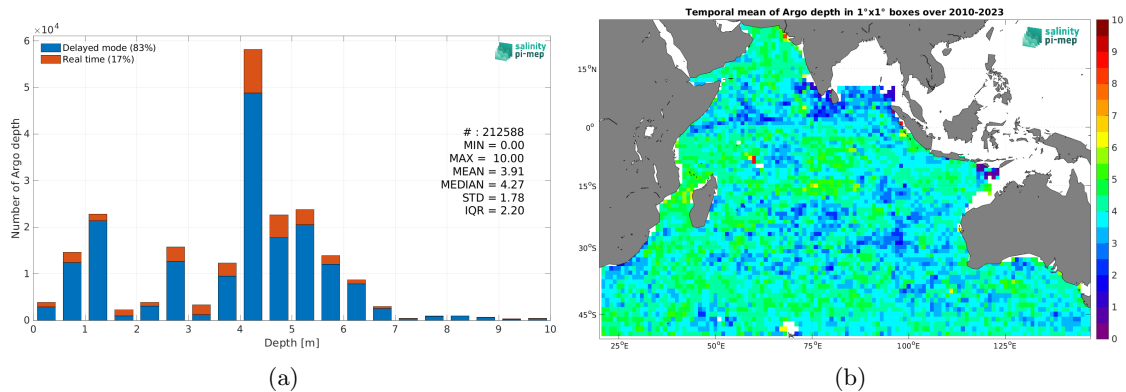 ×10⁴
6
5
4
3
2
1
0
Number of Argo depth
Delayed mode (83%)
Real time (17%)
salinity
pi-mep
# : 212588
MIN = 0.00
MAX = 10.00
MEAN = 3.91
MEDIAN = 4.27
STD = 1.78
IQR = 2.20
0 1 2 3 4 5 6 7 8 9 10
Depth [m]
(a)
Temporal mean of Argo depth in 1°x1° boxes over 2010-2023
salinity
pi-mep
15°N
0°
15°S
30°S
45°S
25°E 50°E 75°E 100°E 125°E
10
9
8
7
6
5
4
3
2
1
0
(b)